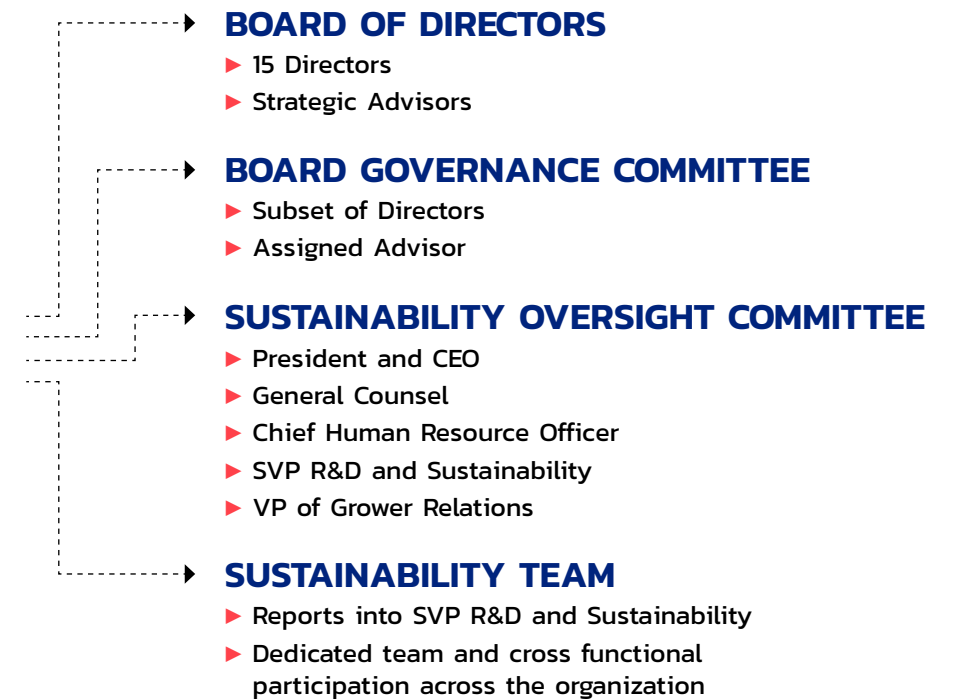 BOARD OF DIRECTORS
► 15 Directors
► Strategic Advisors
BOARD GOVERNANCE COMMITTEE
► Subset of Directors
► Assigned Advisor
SUSTAINABILITY OVERSIGHT COMMITTEE
► President and CEO
► General Counsel
► Chief Human Resource Officer
► SVP R&D and Sustainability
► VP of Grower Relations
SUSTAINABILITY TEAM
► Reports into SVP R&D and Sustainability
► Dedicated team and cross functional
participation across the organization